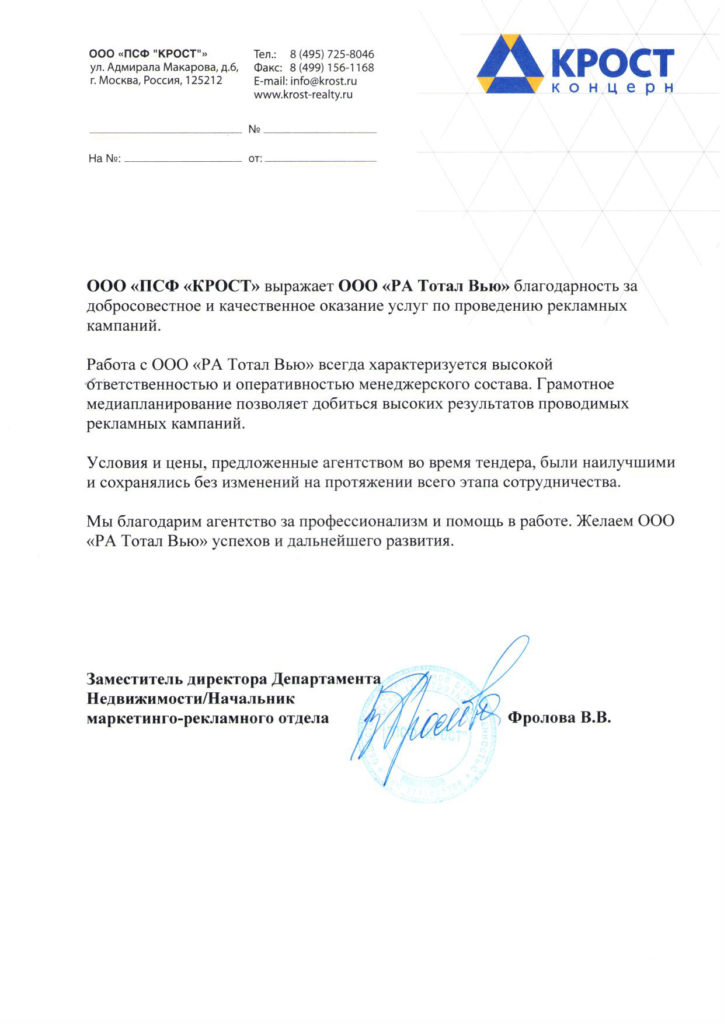 ООО «ПСФ "КРОСТ"»
ул. Адмирала Макарова, д.6,
г. Москва, Россия, 125212
Тел.: 8 (495) 725-8046
Факс: 8 (499) 156-1168
E-mail: info@krost.ru
www.krost-realty.ru
КРОСТ
концерн
№
На №: от:
ООО «ПСФ «КРОСТ» выражает ООО «РА Тотал Вью» благодарность за
добросовестное и качественное оказание услуг по проведению рекламных
кампаний.
Работа с ООО «РА Тотал Вью» всегда характеризуется высокой
ответственностью и оперативностью менеджерского состава. Грамотное
медиапланирование позволяет добиться высоких результатов проводимых
рекламных кампаний.
Условия и цены, предложенные агентством во время тендера, были наилучшими
и сохранялись без изменений на протяжении всего этапа сотрудничества.
Мы благодарим агентство за профессионализм и помощь в работе. Желаем ООО
«РА Тотал Вью» успехов и дальнейшего развития.
Заместитель директора Департамента
Недвижимости/Начальник
маркетинго-рекламного отдела
Фролова В.В.